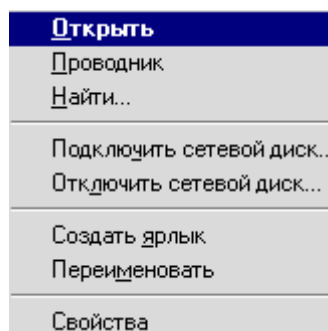 Открыть
Проводник
Найти...
Подключить сетевой диск..
Отключить сетевой диск...
Создать ярлык
Переименовать
Свойства